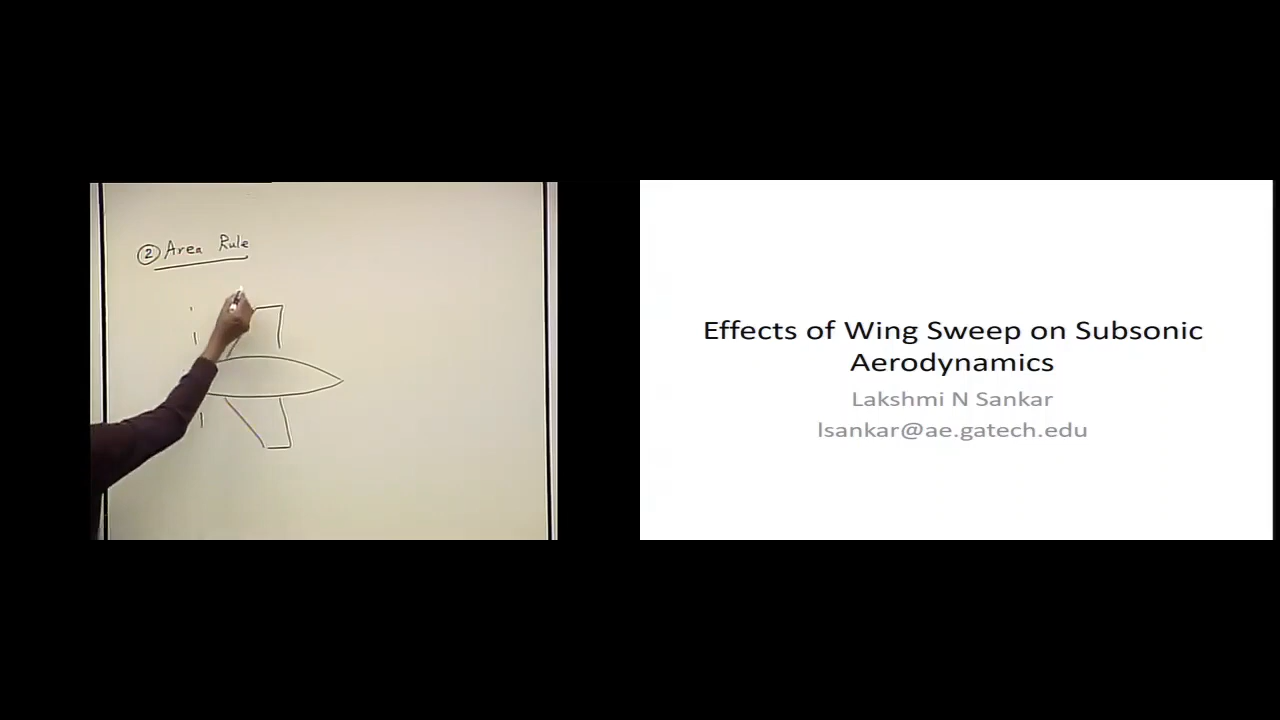 ② Area Rule
Effects of Wing Sweep on Subsonic
Aerodynamics
Lakshmi N Sankar
lsankar@ae.gatech.edu